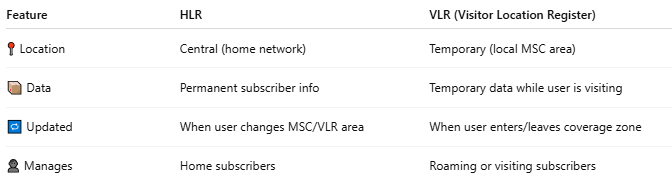 Feature HLR VLR (Visitor Location Register)
Location Central (home network) Temporary (local MSC area)
Data Permanent subscriber info Temporary data while user is visiting
Updated When user changes MSC/VLR area When user enters/leaves coverage zone
Manages Home subscribers Roaming or visiting subscribers